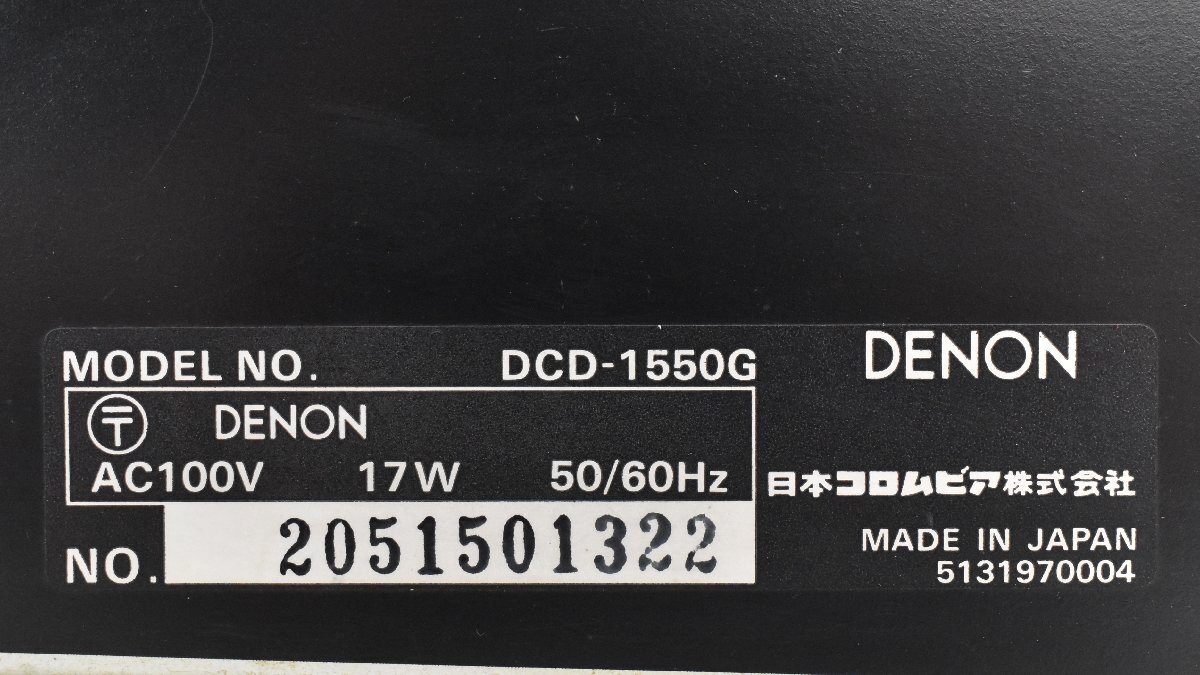 MODEL NO. DCD-1550G
〒 DENON
AC100V 17W 50/60Hz
NO. 2051501322
DENON
日本コロムビア株式会社
MADE IN JAPAN
5131970004